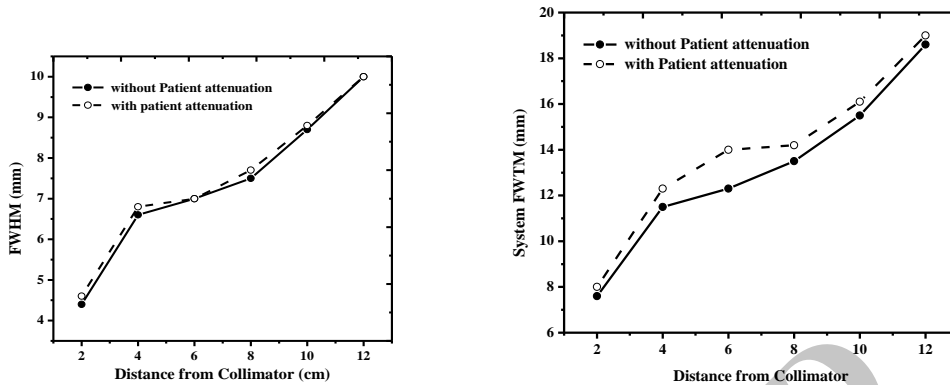 10
9
8
7
6
5
4
FWHM (mm)
without Patient attenuation
with patient attenuation
2 4 6 8 10 12
Distance from Collimator (cm)
20
18
16
14
12
10
8
6
System FWTM (mm)
without Patient attenuation
with Patient attenuation
2 4 6 8 10 12
Distance from Collimator